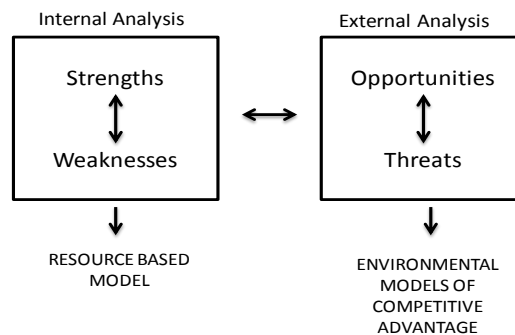 Internal Analysis
Strengths
Weaknesses
RESOURCE BASED
MODEL
External Analysis
Opportunities
Threats
ENVIRONMENTAL
MODELS OF
COMPETITIVE
ADVANTAGE